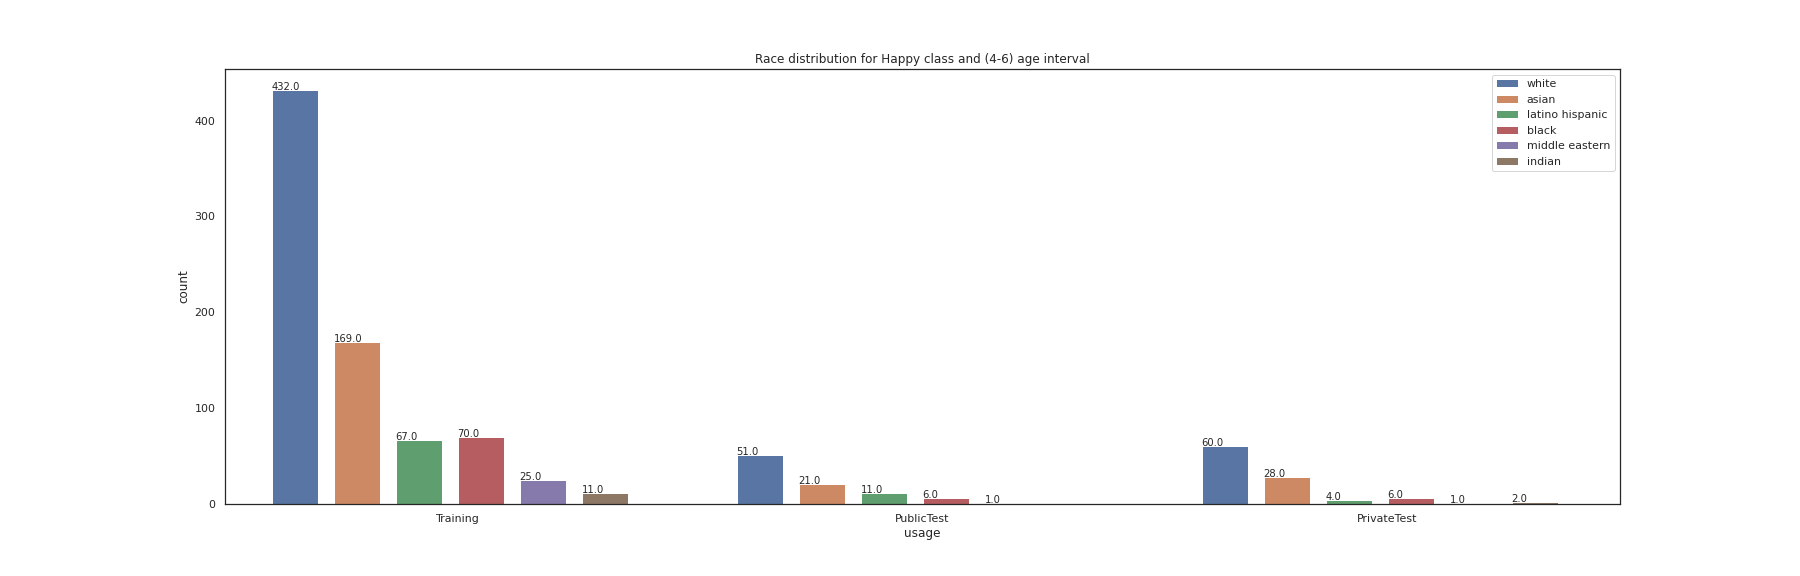 Race distribution for Happy class and (4-6) age interval
white
asian
latino hispanic
black
middle eastern
indian
count
400
300
200
100
0
432.0
169.0
67.0
70.0
25.0
11.0
51.0
21.0
11.0
6.0
1.0
60.0
28.0
4.0
6.0
1.0
2.0
Training
PublicTest
PrivateTest
usage